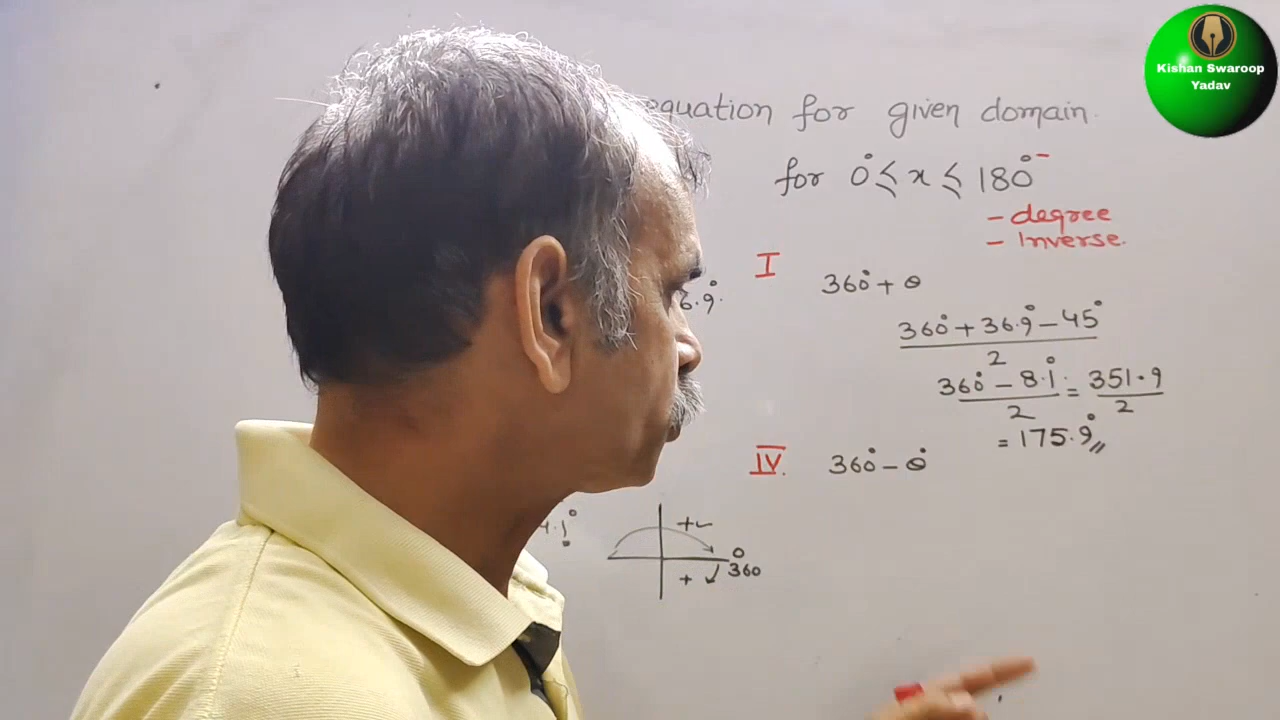 Kishan Swaroop
Yadav
equation for given domain.
for 0° ≤ x ≤ 180°
- degree
- Inverse.
I 360° + θ
6.9°.
360° + 36.9° - 45°
2
360° - 8.1° = 351.9
2 2
= 175.9°
IV. 360° - θ°
4.1°
+
0
360
+